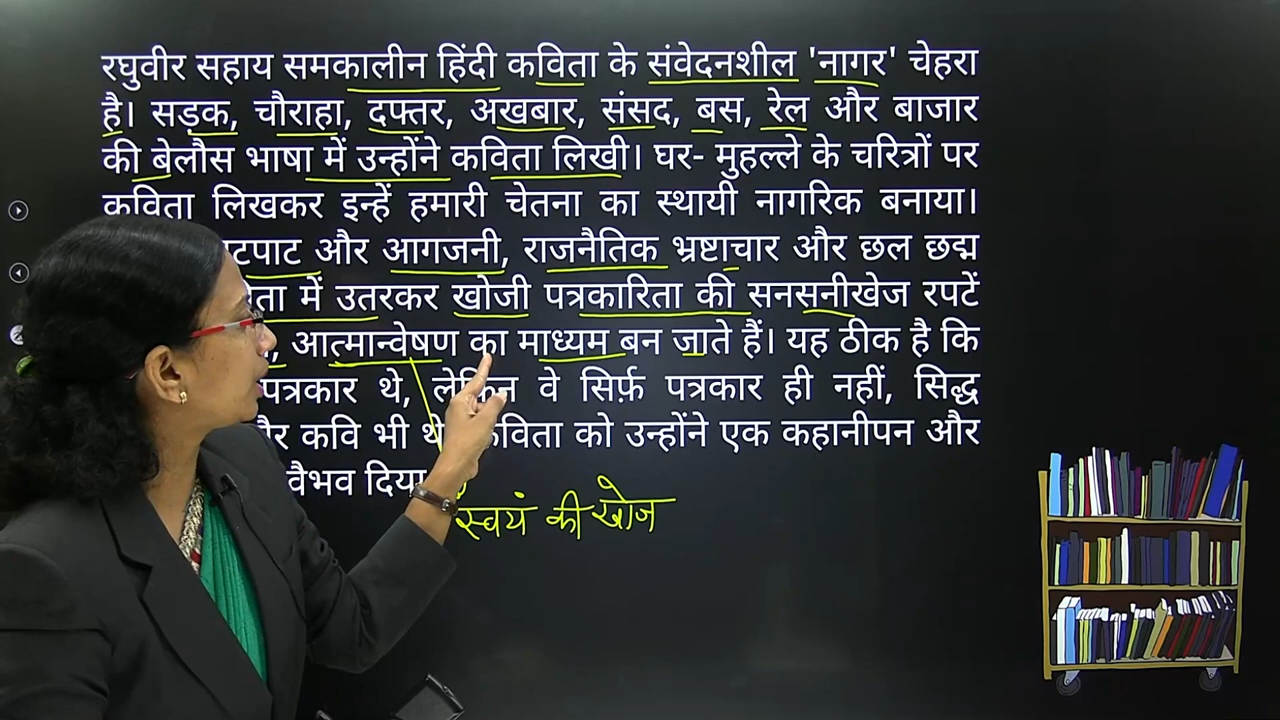 रघुवीर सहाय समकालीन हिंदी कविता के संवेदनशील 'नागर' चेहरा
है। सड़क, चौराहा, दफ्तर, अखबार, संसद, बस, रेल और बाजार
की बेलौस भाषा में उन्होंने कविता लिखी। घर- मुहल्ले के चरित्रों पर
कविता लिखकर इन्हें हमारी चेतना का स्थायी नागरिक बनाया।
टपाट और आगजनी, राजनैतिक भ्रष्टाचार और छल छद्म
ता में उतरकर खोजी पत्रकारिता की सनसनीखेज रपटें
आत्मान्वेषण का माध्यम बन जाते हैं। यह ठीक है कि
पत्रकार थे, लेकिन वे सिर्फ़ पत्रकार ही नहीं, सिद्ध
र कवि भी थे कविता को उन्होंने एक कहानीपन और
वैभव दिया
स्वयं की खोज